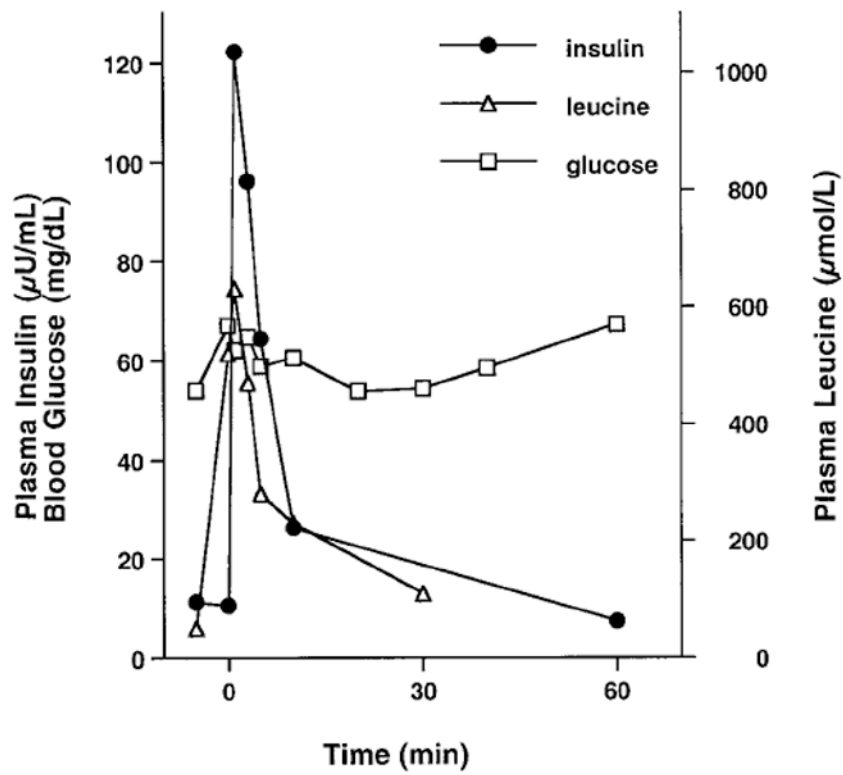 insulin
leucine
glucose
120
100
80
60
40
20
0
1000
800
600
400
200
0
Plasma Insulin (µU/mL)
Blood Glucose (mg/dL)
Plasma Leucine (µmol/L)
0
30
60
Time (min)